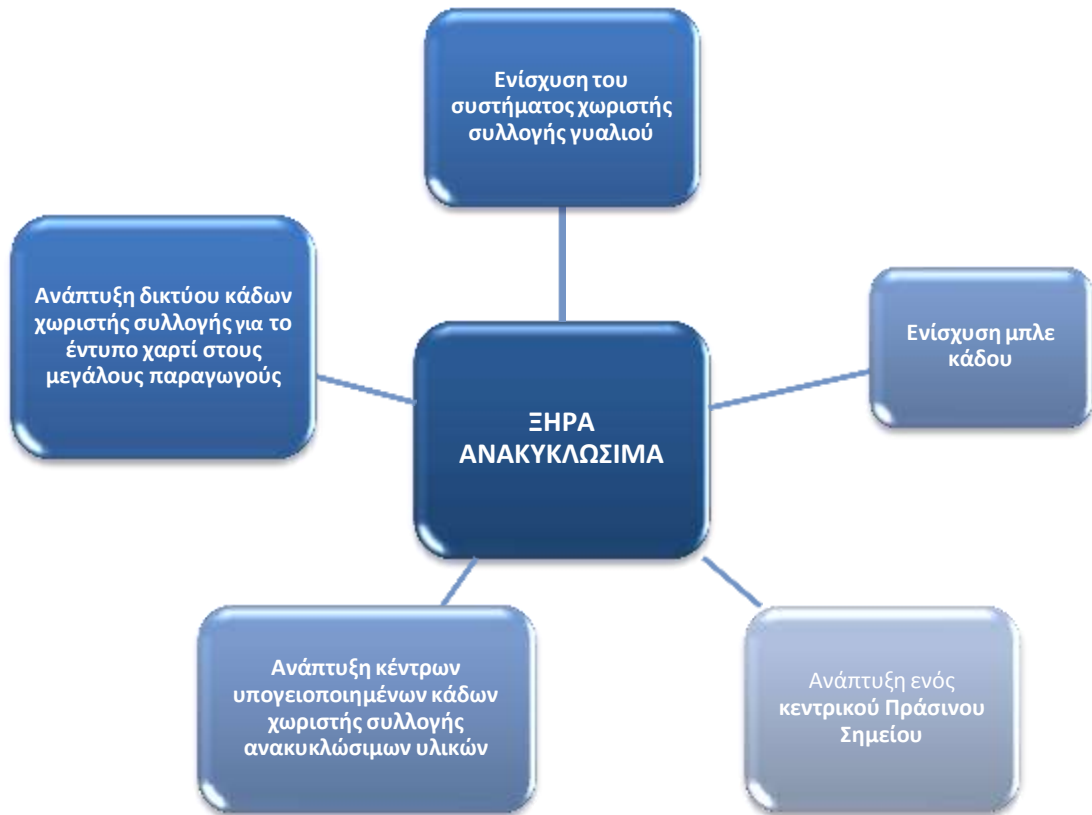 Ενίσχυση του
συστήματος χωριστής
συλλογής γυαλιού
Ανάπτυξη δικτύου κάδων
χωριστής συλλογής για το
έντυπο χαρτί στους
μεγάλους παραγωγούς
Ενίσχυση μπλε
κάδου
ΞΗΡΑ
ΑΝΑΚΥΚΛΩΣΙΜΑ
Ανάπτυξη κέντρων
υπογειοποιημένων κάδων
χωριστής συλλογής
ανακυκλώσιμων υλικών
Ανάπτυξη ενός
κεντρικού Πράσινου
Σημείου